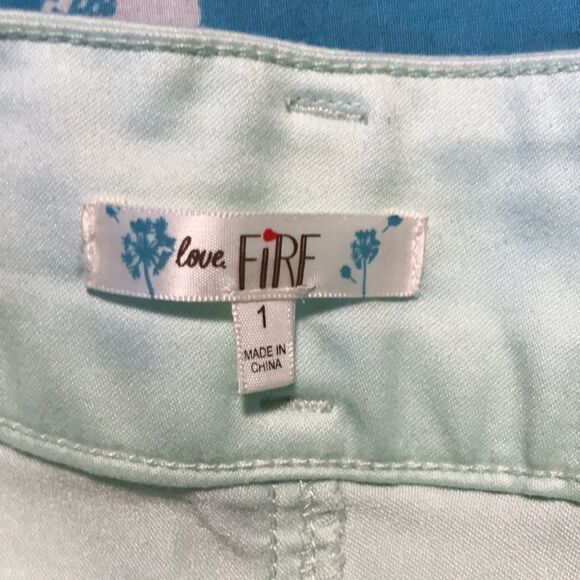 love. FiRE
1
MADE IN
CHINA